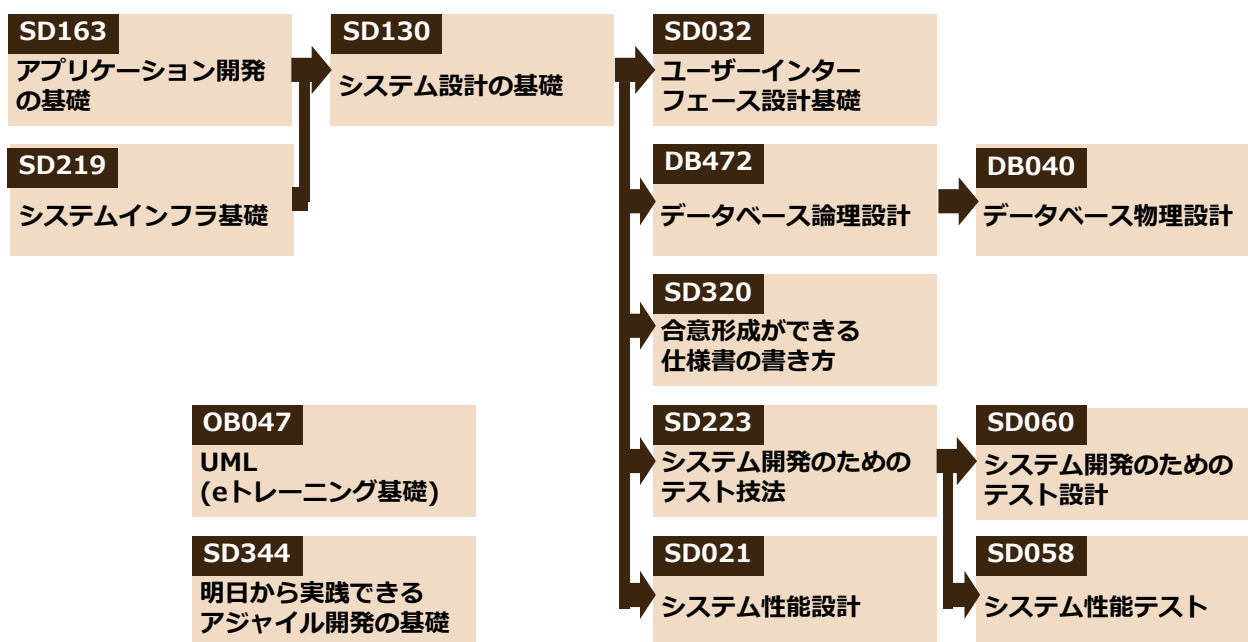 SD163
アプリケーション開発
の基礎
SD130
システム設計の基礎
SD032
ユーザーインター
フェース設計基礎
SD219
システムインフラ基礎
DB472
データベース論理設計
DB040
データベース物理設計
SD320
合意形成ができる
仕様書の書き方
OB047
UML
(eトレーニング基礎)
SD223
システム開発のための
テスト技法
SD060
システム開発のための
テスト設計
SD344
明日から実践できる
アジャイル開発の基礎
SD021
システム性能設計
SD058
システム性能テスト